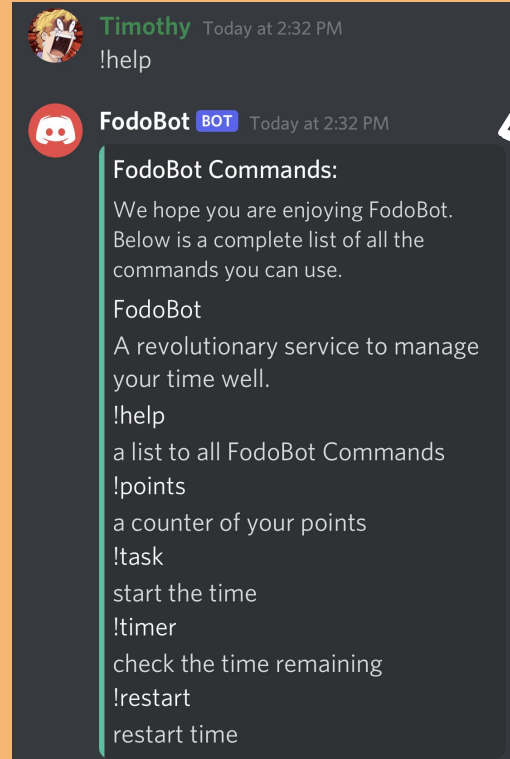 Timothy Today at 2:32 PM
!help
FodoBot BOT Today at 2:32 PM
FodoBot Commands:
We hope you are enjoying FodoBot.
Below is a complete list of all the
commands you can use.
FodoBot
A revolutionary service to manage
your time well.
!help
a list to all FodoBot Commands
!points
a counter of your points
!task
start the time
!timer
check the time remaining
!restart
restart time